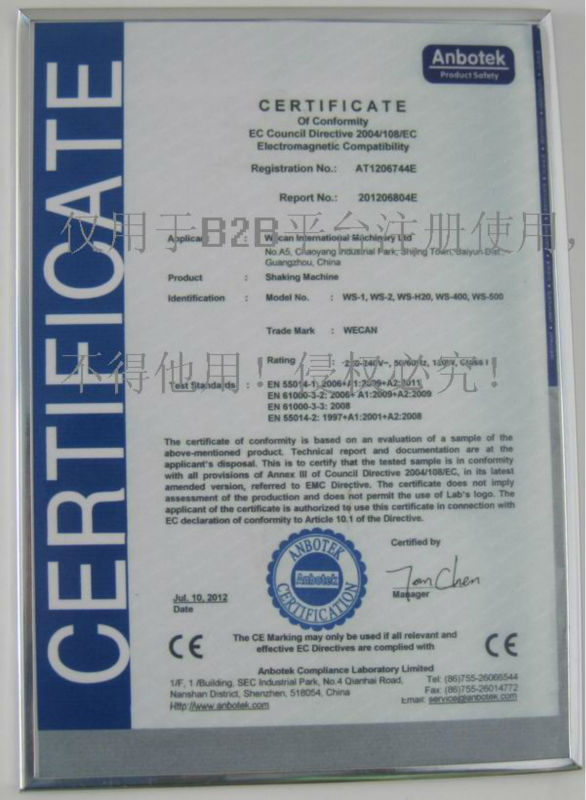 CERTIFICATE
Anbotek
Product Safety
CERTIFICATE
Of Conformity
EC Council Directive 2004/108/EC
Electromagnetic Compatibility
Registration No.: AT1206744E
Report No.: 201206804E
仅用于B2B平台注册使用，
Applicant : Wecan International Machinery Ltd
No.A5, Chaoyang Industrial Park, Shijing Town, Baiyun Dist.,
Guangzhou, China
Product : Shaking Machine
Identification : Model No. : WS-1, WS-2, WS-H20, WS-400, WS-500
Trade Mark : WECAN
不得他用！侵权必究！
Rating : 50/60Hz, Class I
Test Standards : EN 55014-1: 2006+A1:2009+A2:2011
EN 61000-3-2: 2006+ A1:2009+A2:2009
EN 61000-3-3: 2008
EN 55014-2: 1997+A1:2001+A2:2008
The certificate of conformity is based on an evaluation of a sample of the
above-mentioned product. Technical report and documentation are at the
applicant's disposal. This is to certify that the tested sample is in conformity
with all provisions of Annex III of Council Directive 2004/108/EC, in its latest
amended version, referred to EMC Directive. The certificate does not imply
assessment of the production and does not permit the use of Lab's logo. The
applicant of the certificate is authorized to use this certificate in connection with
EC declaration of conformity to Article 10.1 of the Directive.
ANBOTEK
Anbotek
CERTIFICATION
Certified by
Tom Chen
Manager
Jul. 10, 2012
Date
CE
The CE Marking may only be used if all relevant and
effective EC Directives are complied with
CE
Anbotek Compliance Laboratory Limited
1/F, 1 /Building, SEC Industrial Park, No.4 Qianhai Road,
Nanshan District, Shenzhen, 518054, China
Http://www.anbotek.com
Tel: (86)755-26066544
Fax: (86)755-26014772
Email: service@anbotek.com